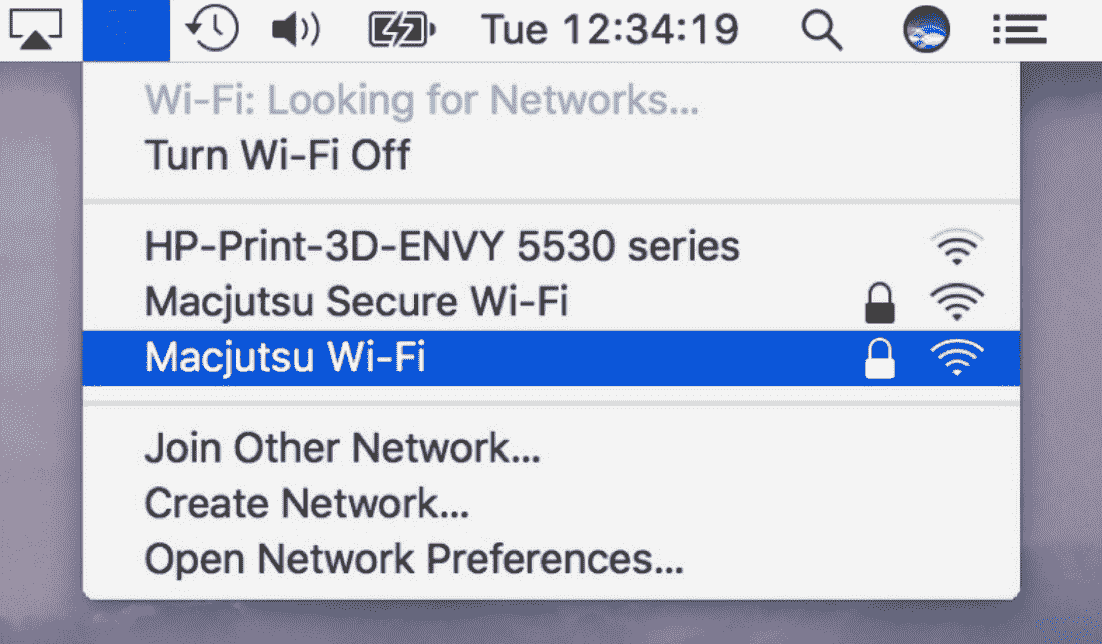 Tue 12:34:19
Wi-Fi: Looking for Networks...
Turn Wi-Fi Off
HP-Print-3D-ENVY 5530 series
Macjutsu Secure Wi-Fi
Macjutsu Wi-Fi
Join Other Network...
Create Network...
Open Network Preferences...